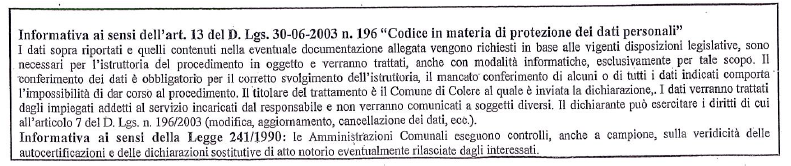 Informativa ai sensi dell'art. 13 del D. Lgs. 30-06-2003 n. 196 "Codice in materia di protezione dei dati personali"
I dati sopra riportati e quelli contenuti nella eventuale documentazione allegata vengono richiesti in base alle vigenti disposizioni legislative, sono
necessari per l'istruttoria del procedimento in oggetto e verranno trattati, anche con modalità informatiche, esclusivamente per tale scopo. Il
conferimento dei dati è obbligatorio per il corretto svolgimento dell'istruttoria, il mancato conferimento di alcuni o di tutti i dati indicati comporta
l'impossibilità di dar corso al procedimento. Il titolare del trattamento è il Comune di Colere al quale è inviata la dichiarazione,. I dati verranno trattati
dagli impiegati addetti al servizio incaricati dal responsabile e non verranno comunicati a soggetti diversi. Il dichiarante può esercitare i diritti di cui
all'articolo 7 del D. Lgs. n. 196/2003 (modifica, aggiornamento, cancellazione dei dati, ecc.).
Informativa ai sensi della Legge 241/1990: le Amministrazioni Comunali eseguono controlli, anche a campione, sulla veridicità delle
autocertificazioni e delle dichiarazioni sostitutive di atto notorio eventualmente rilasciate dagli interessati.